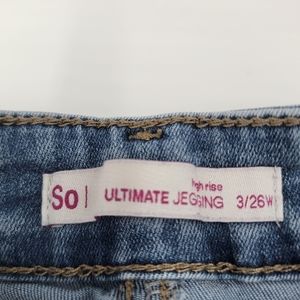 So |
high rise
ULTIMATE JEGGING 3/26W